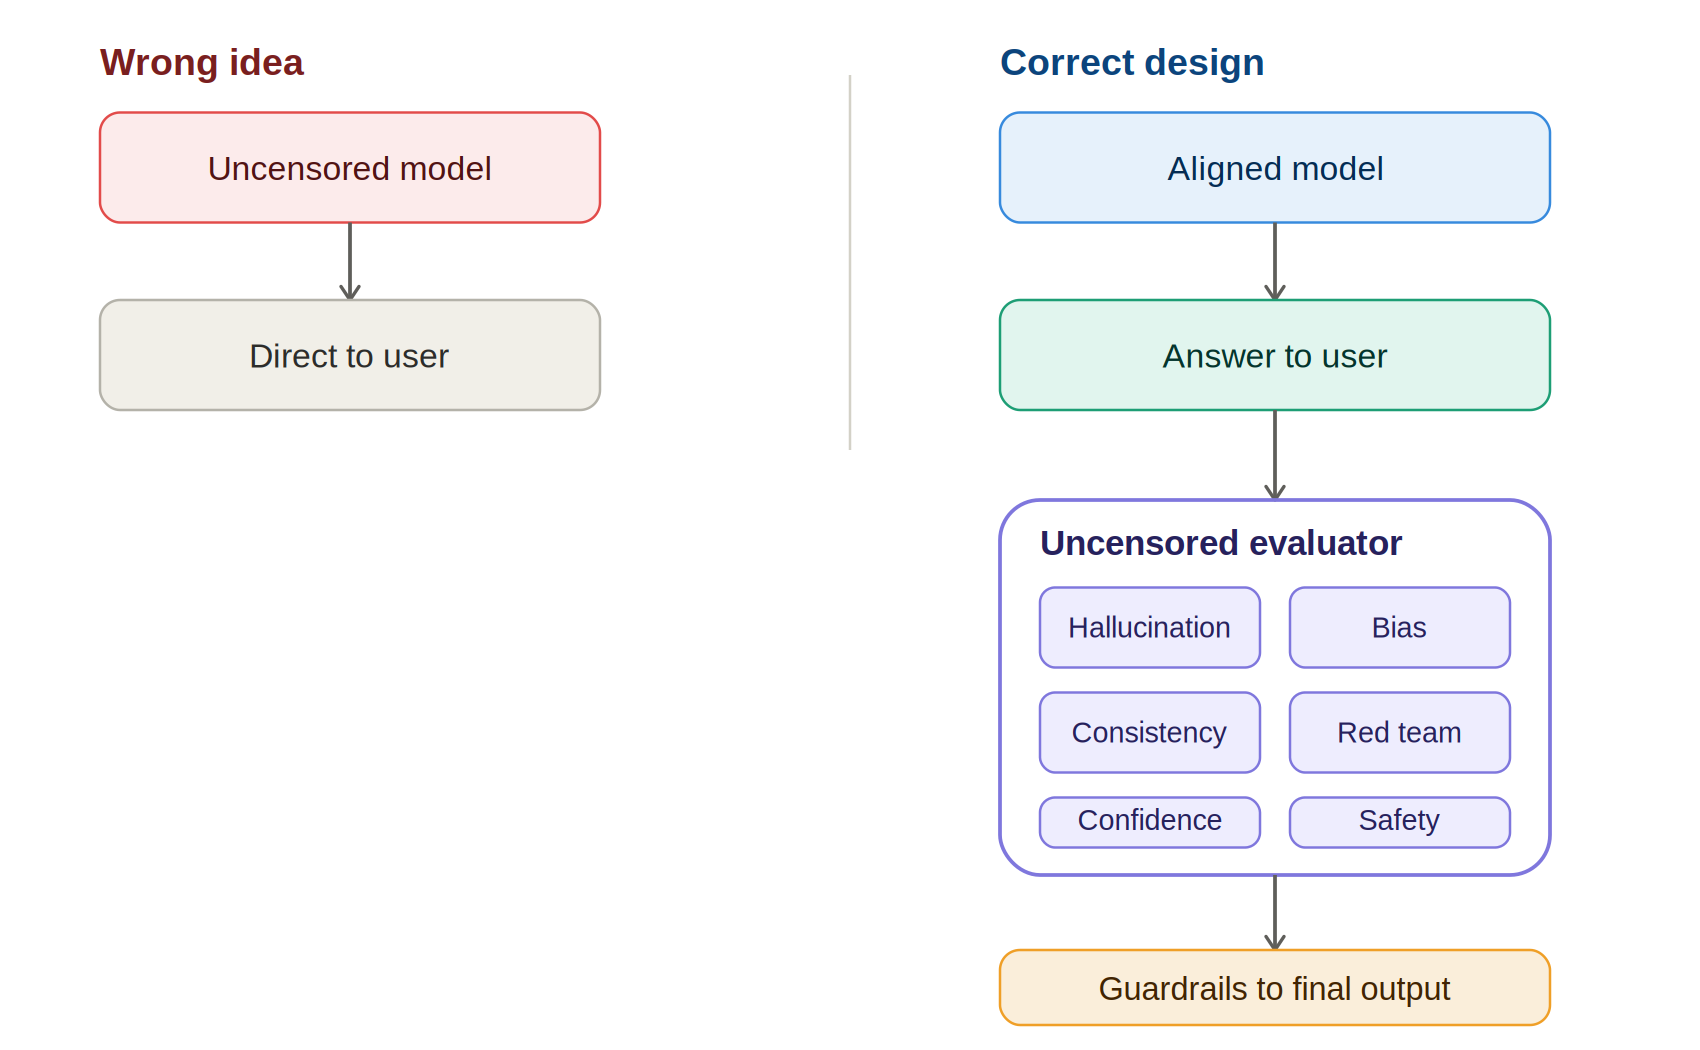 Wrong idea
Uncensored model
Direct to user
Correct design
Aligned model
Answer to user
Uncensored evaluator
Hallucination
Bias
Consistency
Red team
Confidence
Safety
Guardrails to final output